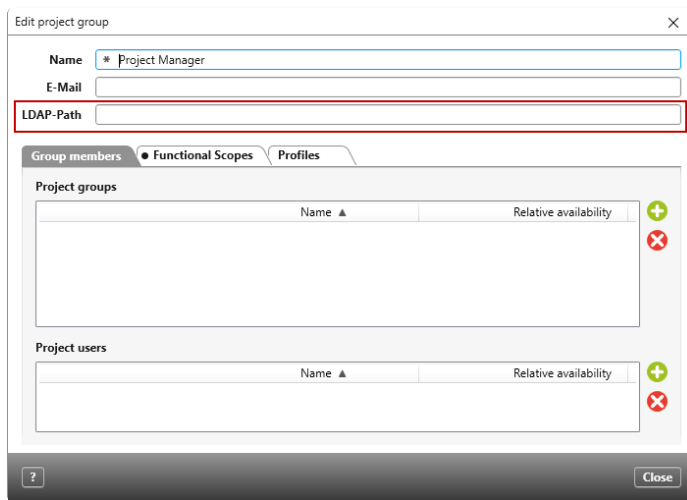 Edit project group
Name * Project Manager
E-Mail
LDAP-Path
Group members ● Functional Scopes Profiles
Project groups
Name ▲ Relative availability
Project users
Name ▲ Relative availability
? Close